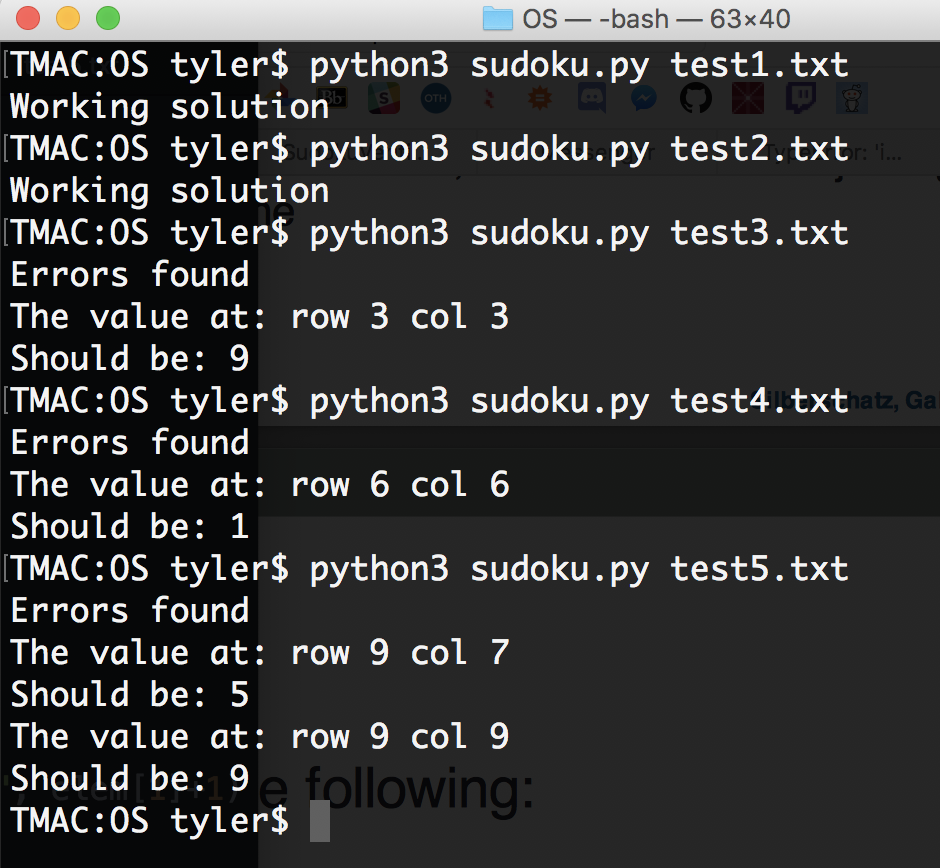 OS — -bash — 63×40
TMAC:OS tyler$ python3 sudoku.py test1.txt
Working solution
TMAC:OS tyler$ python3 sudoku.py test2.txt
Working solution
TMAC:OS tyler$ python3 sudoku.py test3.txt
Errors found
The value at: row 3 col 3
Should be: 9
TMAC:OS tyler$ python3 sudoku.py test4.txt
Errors found
The value at: row 6 col 6
Should be: 1
TMAC:OS tyler$ python3 sudoku.py test5.txt
Errors found
The value at: row 9 col 7
Should be: 5
The value at: row 9 col 9
Should be: 9
following:
TMAC:OS tyler$